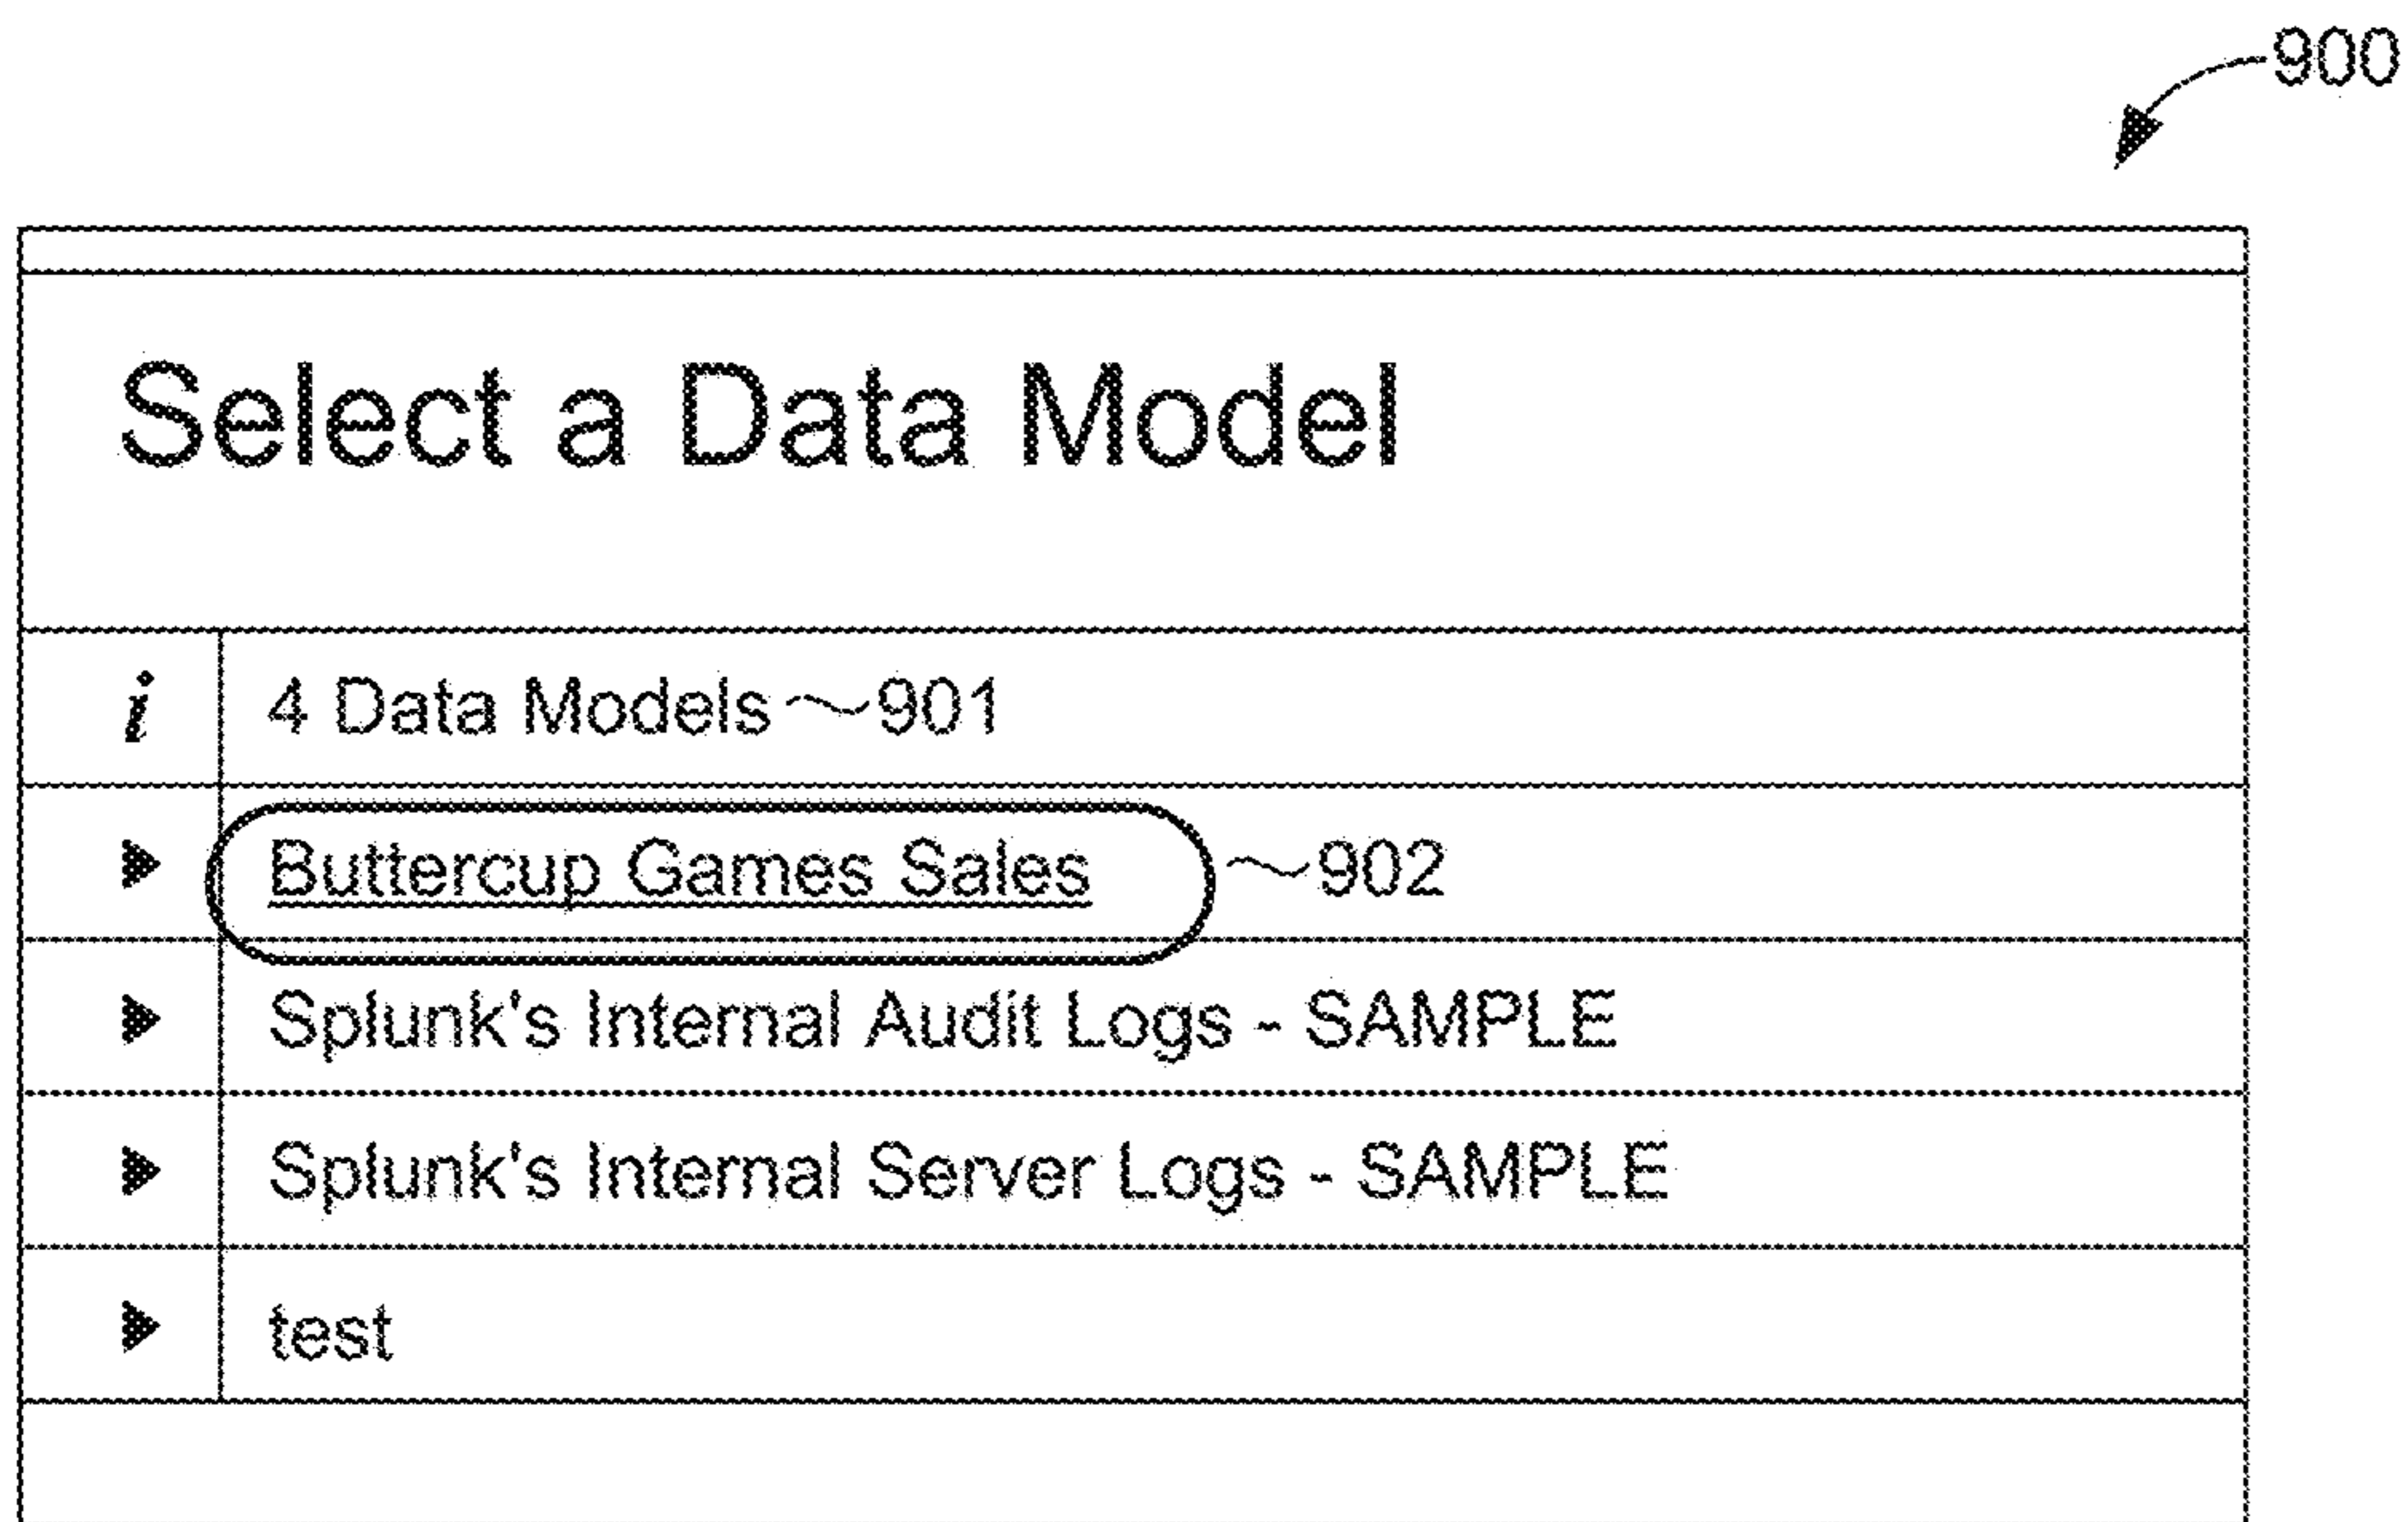 900
Select a Data Model
i 4 Data Models 901
Buttercup Games Sales 902
Splunk's Internal Audit Logs - SAMPLE
Splunk's Internal Server Logs - SAMPLE
test